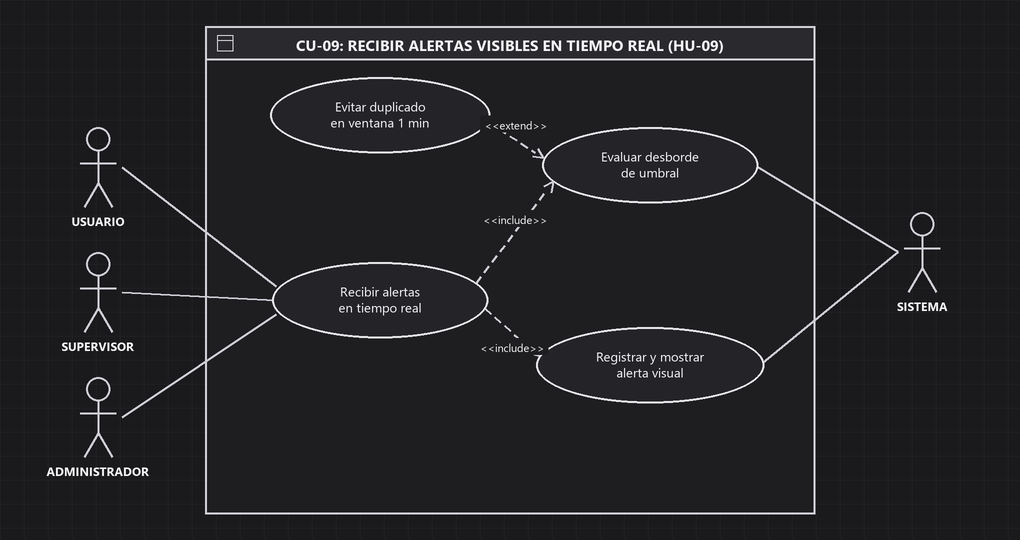 CU-09: RECIBIR ALERTAS VISIBLES EN TIEMPO REAL (HU-09)
Evitar duplicado
en ventana 1 min
<<extend>>
Evaluar desborde
de umbral
USUARIO
<<include>>
Recibir alertas
en tiempo real
SISTEMA
SUPERVISOR
<<include>>
Registrar y mostrar
alerta visual
ADMINISTRADOR